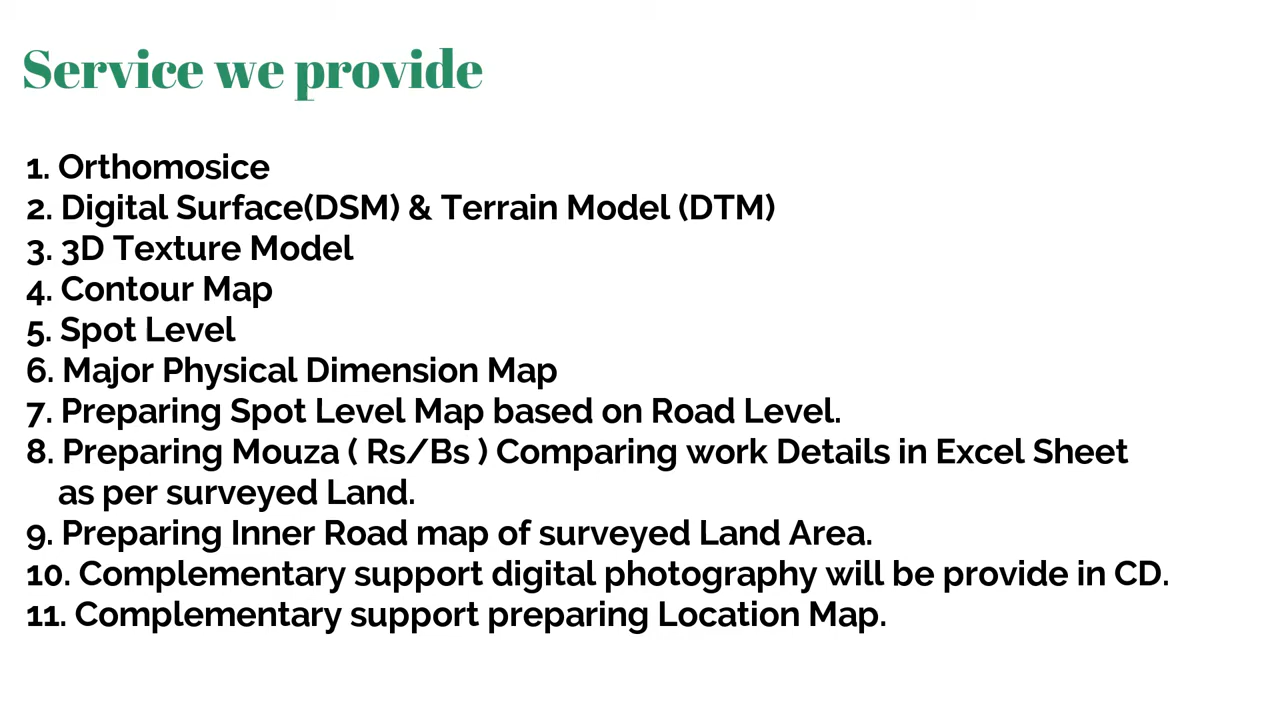 Service we provide
1. Orthomosice
2. Digital Surface(DSM) & Terrain Model (DTM)
3. 3D Texture Model
4. Contour Map
5. Spot Level
6. Major Physical Dimension Map
7. Preparing Spot Level Map based on Road Level.
8. Preparing Mouza ( Rs/Bs ) Comparing work Details in Excel Sheet
as per surveyed Land.
9. Preparing Inner Road map of surveyed Land Area.
10. Complementary support digital photography will be provide in CD.
11. Complementary support preparing Location Map.